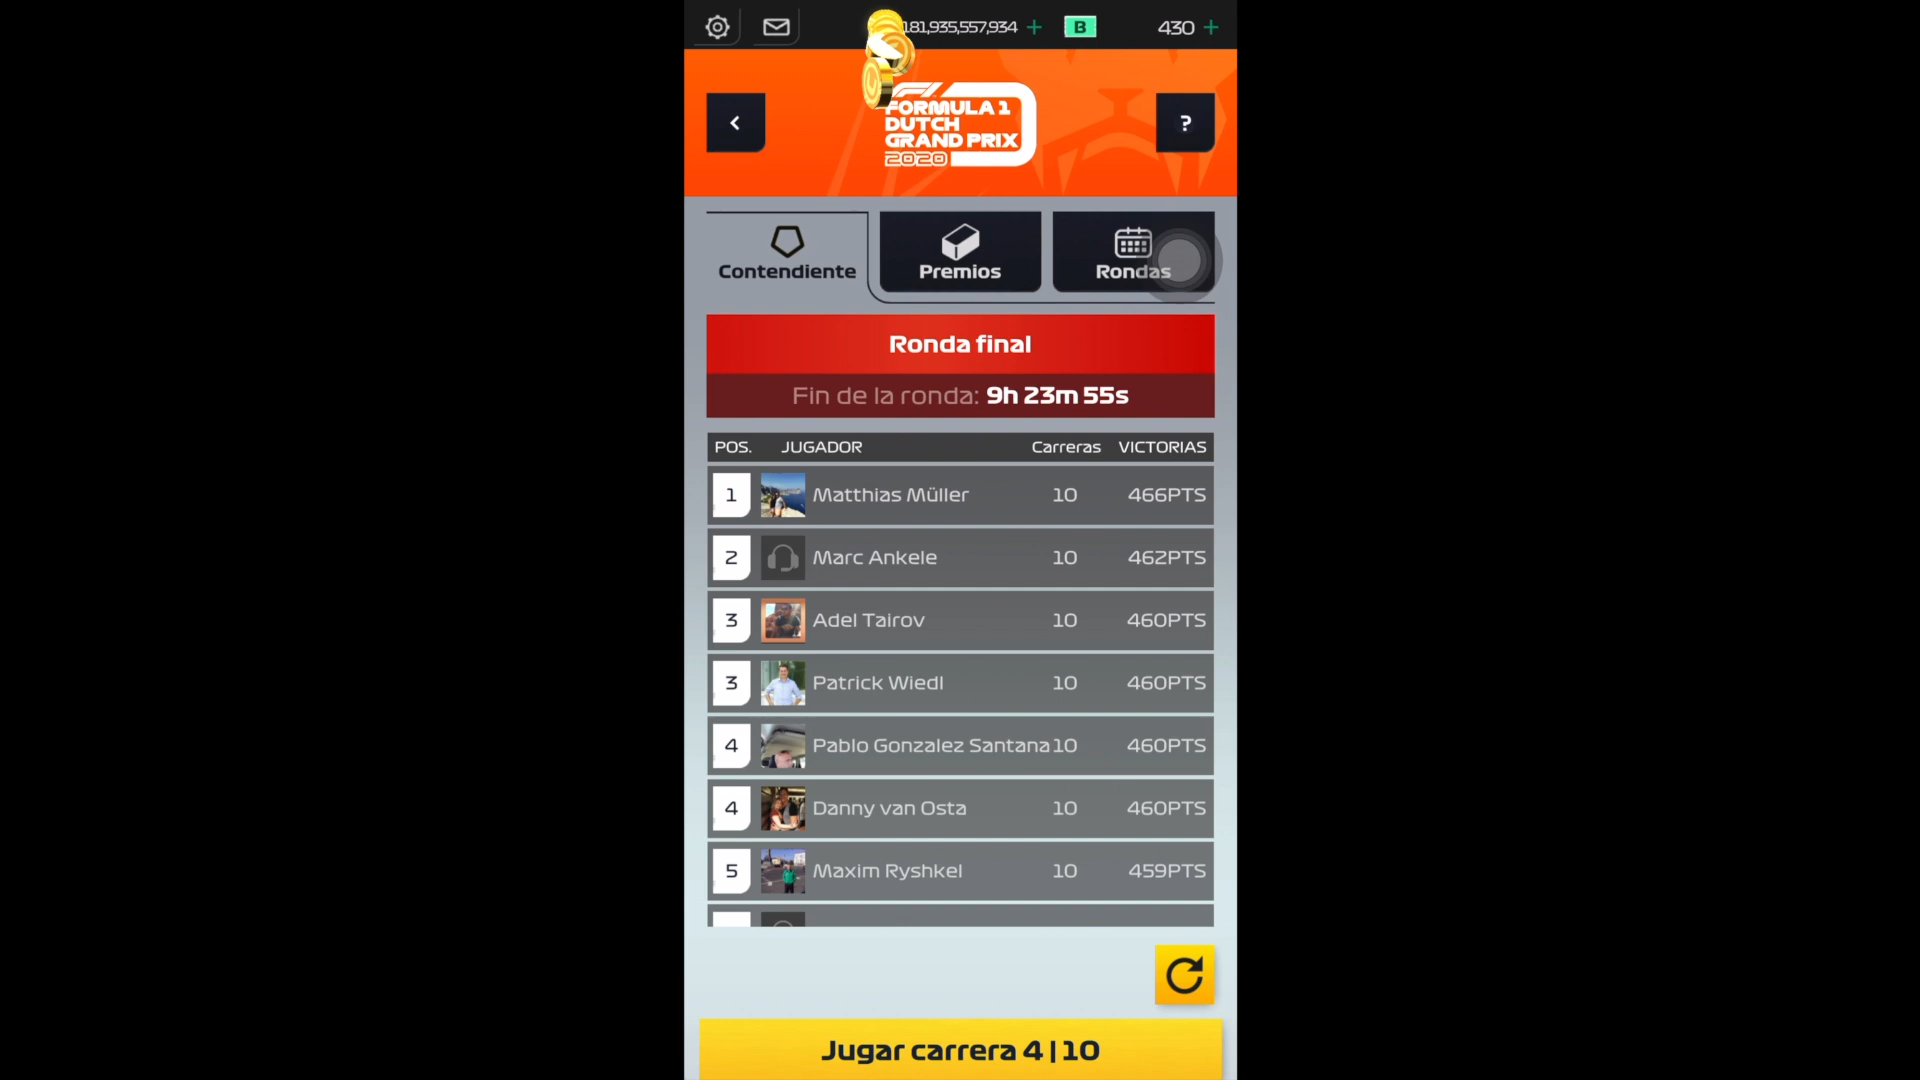 181,935,557,934 +
B
430 +
<
FORMULA 1
DUTCH
GRAND PRIX
2020
?
Contendiente
Premios
Rondas
Ronda final
Fin de la ronda: 9h 23m 55s
POS. JUGADOR Carreras VICTORIAS
1 Matthias Müller 10 466PTS
2 Marc Ankele 10 462PTS
3 Adel Tairov 10 460PTS
3 Patrick Wiedl 10 460PTS
4 Pablo Gonzalez Santana 10 460PTS
4 Danny van Osta 10 460PTS
5 Maxim Ryshkel 10 459PTS
Jugar carrera 4|10